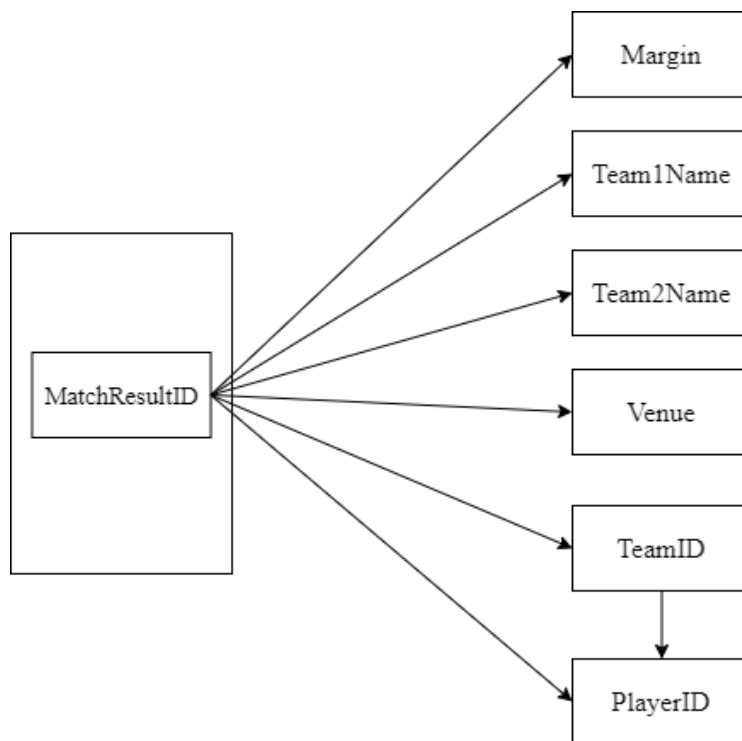 Margin
Team1Name
Team2Name
MatchResultID
Venue
TeamID
PlayerID